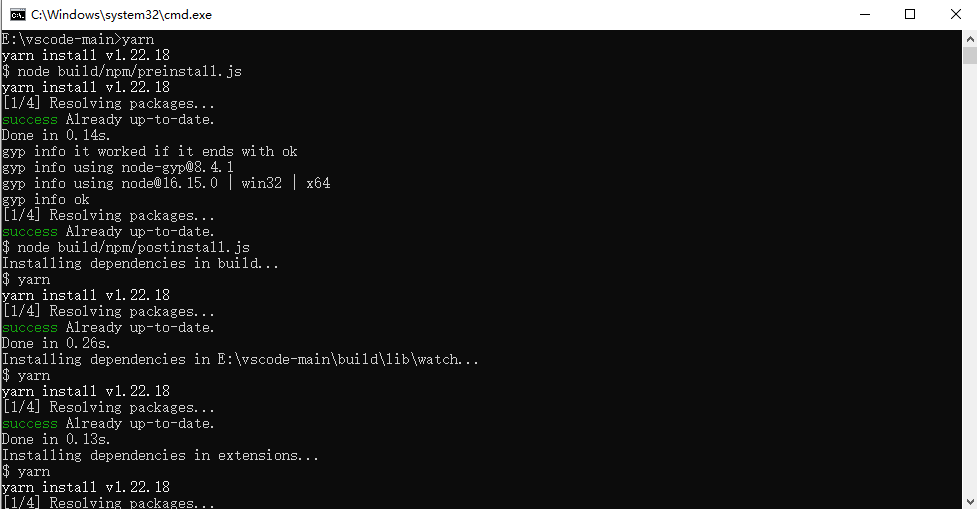 C:\Windows\system32\cmd.exe
E:\vscode-main>yarn
yarn install v1.22.18
$ node build/npm/preinstall.js
yarn install v1.22.18
[1/4] Resolving packages...
success Already up-to-date.
Done in 0.14s.
gyp info it worked if it ends with ok
gyp info using node-gyp@8.4.1
gyp info using node@16.15.0 | win32 | x64
gyp info ok
[1/4] Resolving packages...
success Already up-to-date.
$ node build/npm/postinstall.js
Installing dependencies in build...
$ yarn
yarn install v1.22.18
[1/4] Resolving packages...
success Already up-to-date.
Done in 0.26s.
Installing dependencies in E:\vscode-main\build\lib\watch...
$ yarn
yarn install v1.22.18
[1/4] Resolving packages...
success Already up-to-date.
Done in 0.13s.
Installing dependencies in extensions...
$ yarn
yarn install v1.22.18
[1/4] Resolving packages...